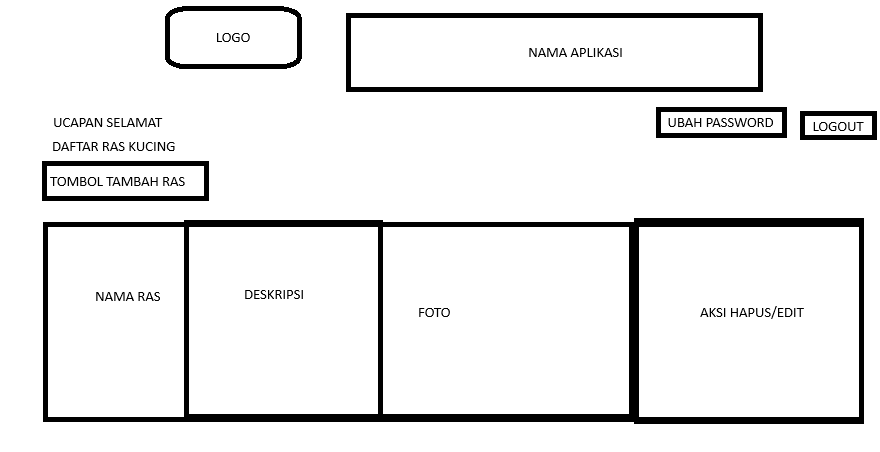 LOGO
NAMA APLIKASI
UCAPAN SELAMAT
UBAH PASSWORD
LOGOUT
DAFTAR RAS KUCING
TOMBOL TAMBAH RAS
NAMA RAS
DESKRIPSI
FOTO
AKSI HAPUS/EDIT